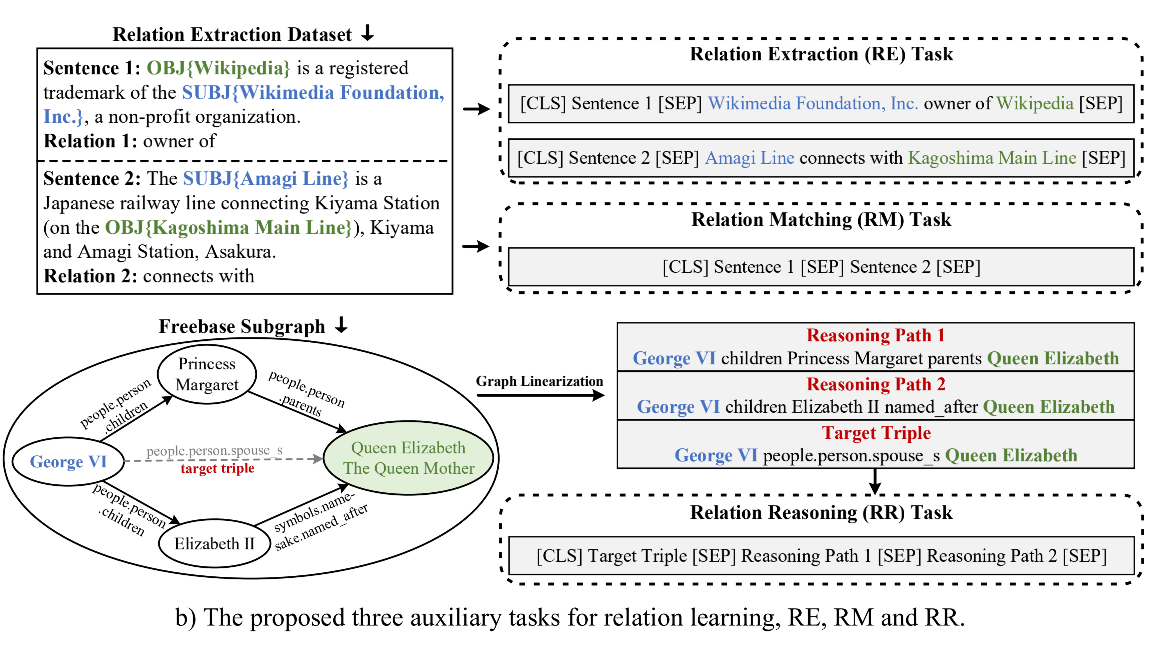 Relation Extraction Dataset ↓
Sentence 1: OBJ{Wikipedia} is a registered
trademark of the SUBJ{Wikimedia Foundation,
Inc.}, a non-profit organization.
Relation 1: owner of
Sentence 2: The SUBJ{Amagi Line} is a
Japanese railway line connecting Kiyama Station
(on the OBJ{Kagoshima Main Line}), Kiyama
and Amagi Station, Asakura.
Relation 2: connects with
Relation Extraction (RE) Task
[CLS] Sentence 1 [SEP] Wikimedia Foundation, Inc. owner of Wikipedia [SEP]
[CLS] Sentence 2 [SEP] Amagi Line connects with Kagoshima Main Line [SEP]
Relation Matching (RM) Task
[CLS] Sentence 1 [SEP] Sentence 2 [SEP]
Freebase Subgraph ↓
Princess
Margaret
people.person
.children
people.person
.parents
George VI
people.person.spouse_s
target triple
Queen Elizabeth
The Queen Mother
people.person
.children
Elizabeth II
symbols.name-
sake.named_after
Graph Linearization
Reasoning Path 1
George VI children Princess Margaret parents Queen Elizabeth
Reasoning Path 2
George VI children Elizabeth II named_after Queen Elizabeth
Target Triple
George VI people.person.spouse_s Queen Elizabeth
Relation Reasoning (RR) Task
[CLS] Target Triple [SEP] Reasoning Path 1 [SEP] Reasoning Path 2 [SEP]
b) The proposed three auxiliary tasks for relation learning, RE, RM and RR.